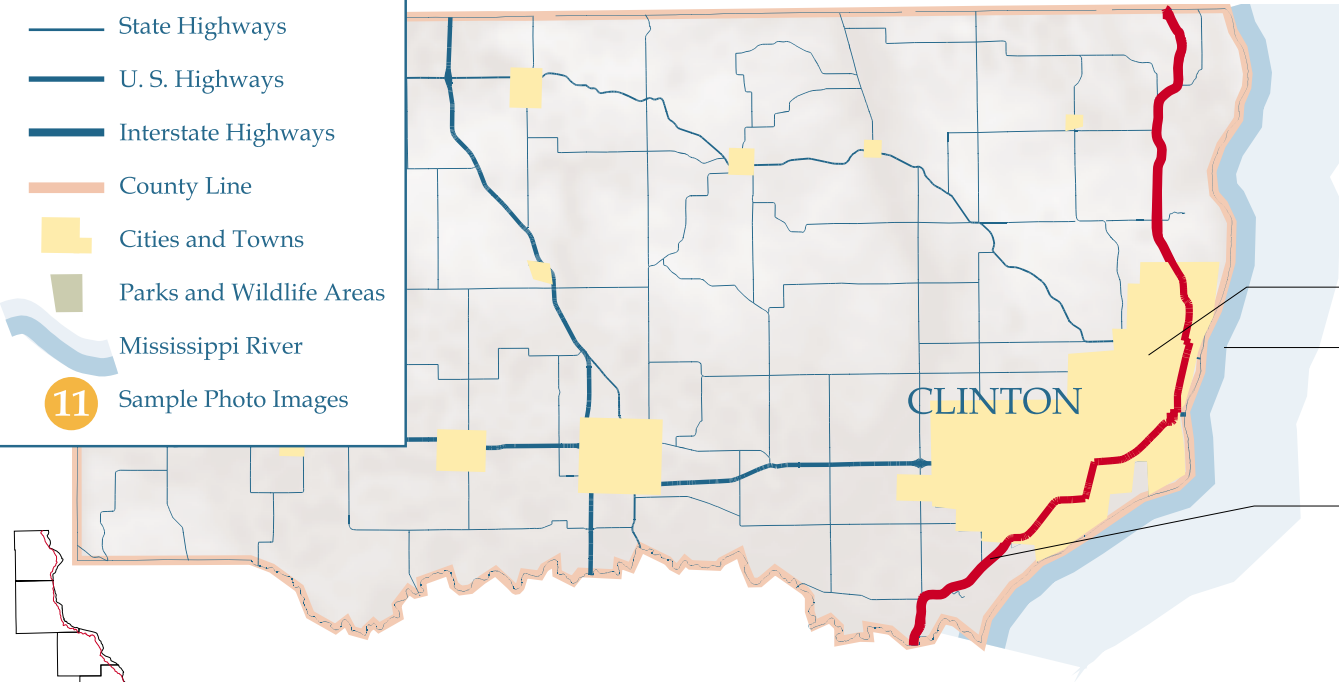 State Highways
U. S. Highways
Interstate Highways
County Line
Cities and Towns
Parks and Wildlife Areas
Mississippi River
11 Sample Photo Images
CLINTON